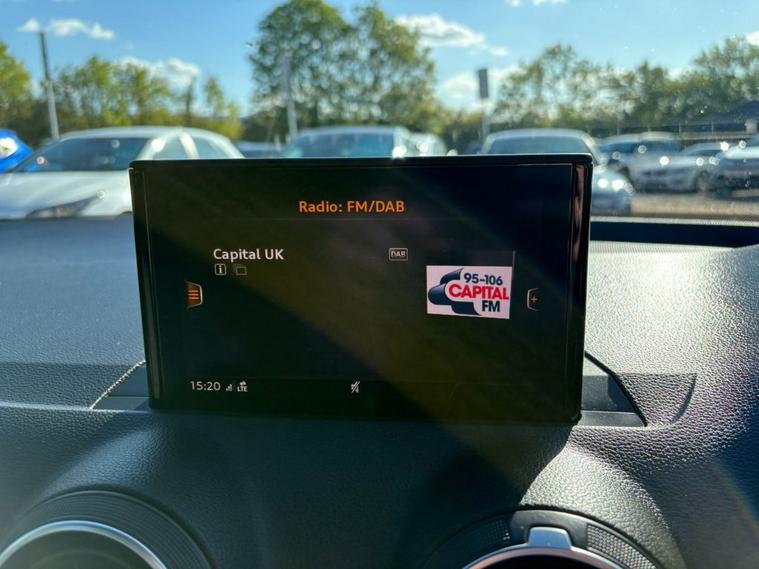 Radio: FM/DAB
Capital UK
DAB
95-106
CAPITAL
FM
15:20
LTE